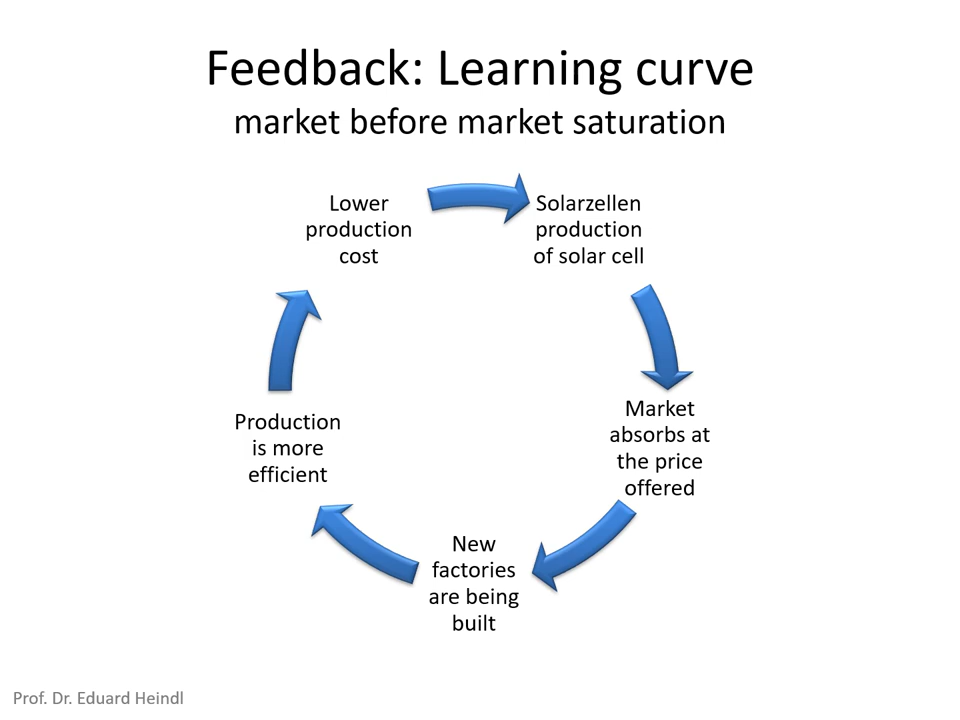 Feedback: Learning curve
market before market saturation
Lower
production
cost
Solarzellen
production
of solar cell
Market
absorbs at
the price
offered
New
factories
are being
built
Production
is more
efficient
Prof. Dr. Eduard Heindl